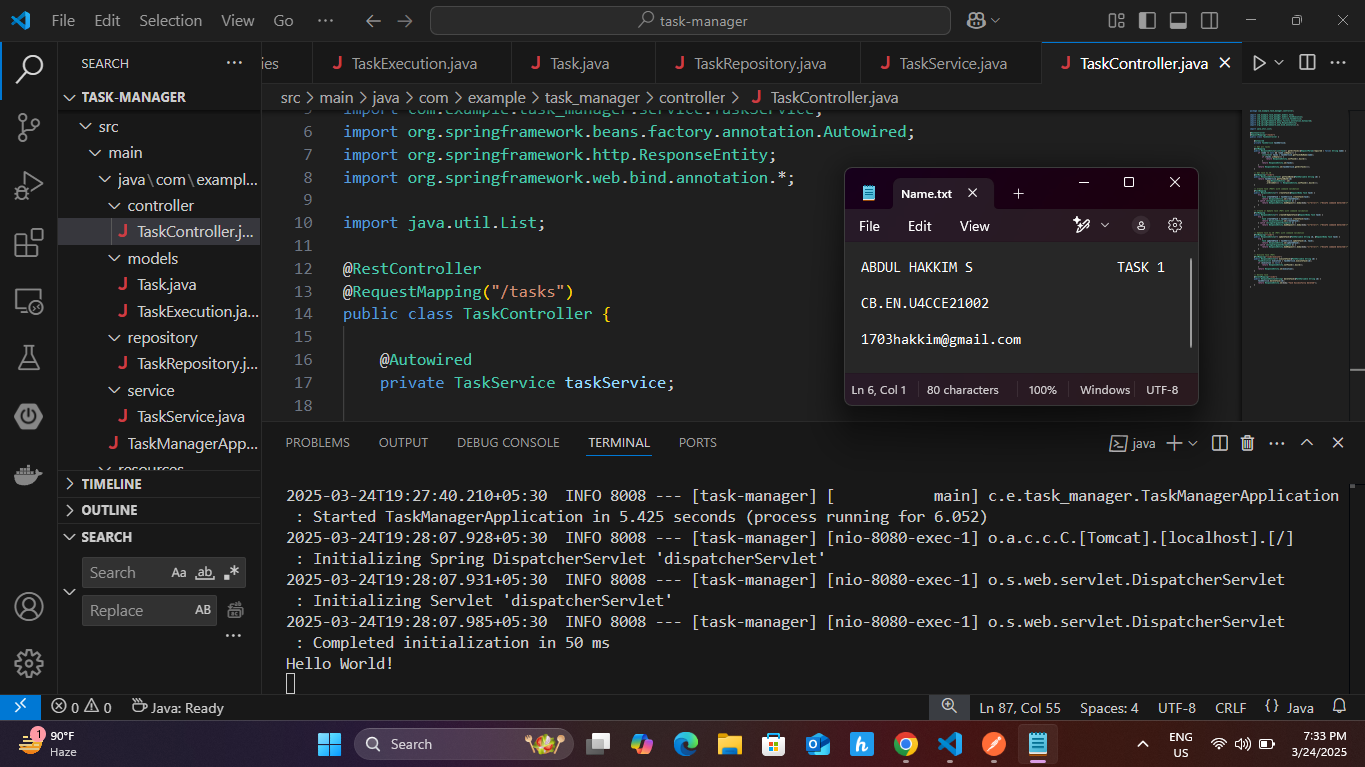 File Edit Selection View Go ··· task-manager
SEARCH ···
ies TaskExecution.java Task.java TaskRepository.java TaskService.java TaskController.java
TASK-MANAGER
src > main > java > com > example > task_manager > controller > TaskController.java
src
main
java\com\exampl...
controller
TaskController.j...
models
Task.java
TaskExecution.ja...
repository
TaskRepository.j...
service
TaskService.java
TaskManagerApp...
resources
TIMELINE
OUTLINE
SEARCH
Search Aa ab .*
Replace AB
···
5 import com.example.task_manager.service.TaskService;
6 import org.springframework.beans.factory.annotation.Autowired;
7 import org.springframework.http.ResponseEntity;
8 import org.springframework.web.bind.annotation.*;
9
10 import java.util.List;
11
12 @RestController
13 @RequestMapping("/tasks")
14 public class TaskController {
15
16 @Autowired
17 private TaskService taskService;
18
Name.txt
File Edit View
ABDUL HAKKIM S TASK 1
CB.EN.U4CCE21002
1703hakkim@gmail.com
Ln 6, Col 1 80 characters 100% Windows UTF-8
PROBLEMS OUTPUT DEBUG CONSOLE TERMINAL PORTS java
2025-03-24T19:27:40.210+05:30  INFO 8008 --- [task-manager] [           main] c.e.task_manager.TaskManagerApplication
: Started TaskManagerApplication in 5.425 seconds (process running for 6.052)
2025-03-24T19:28:07.928+05:30  INFO 8008 --- [task-manager] [nio-8080-exec-1] o.a.c.c.C.[Tomcat].[localhost].[/]
: Initializing Spring DispatcherServlet 'dispatcherServlet'
2025-03-24T19:28:07.931+05:30  INFO 8008 --- [task-manager] [nio-8080-exec-1] o.s.web.servlet.DispatcherServlet
: Initializing Servlet 'dispatcherServlet'
2025-03-24T19:28:07.985+05:30  INFO 8008 --- [task-manager] [nio-8080-exec-1] o.s.web.servlet.DispatcherServlet
: Completed initialization in 50 ms
Hello World!
0 0 Java: Ready Ln 87, Col 55 Spaces: 4 UTF-8 CRLF {} Java
1 90°F
Haze
Search
ENG
US
7:33 PM
3/24/2025